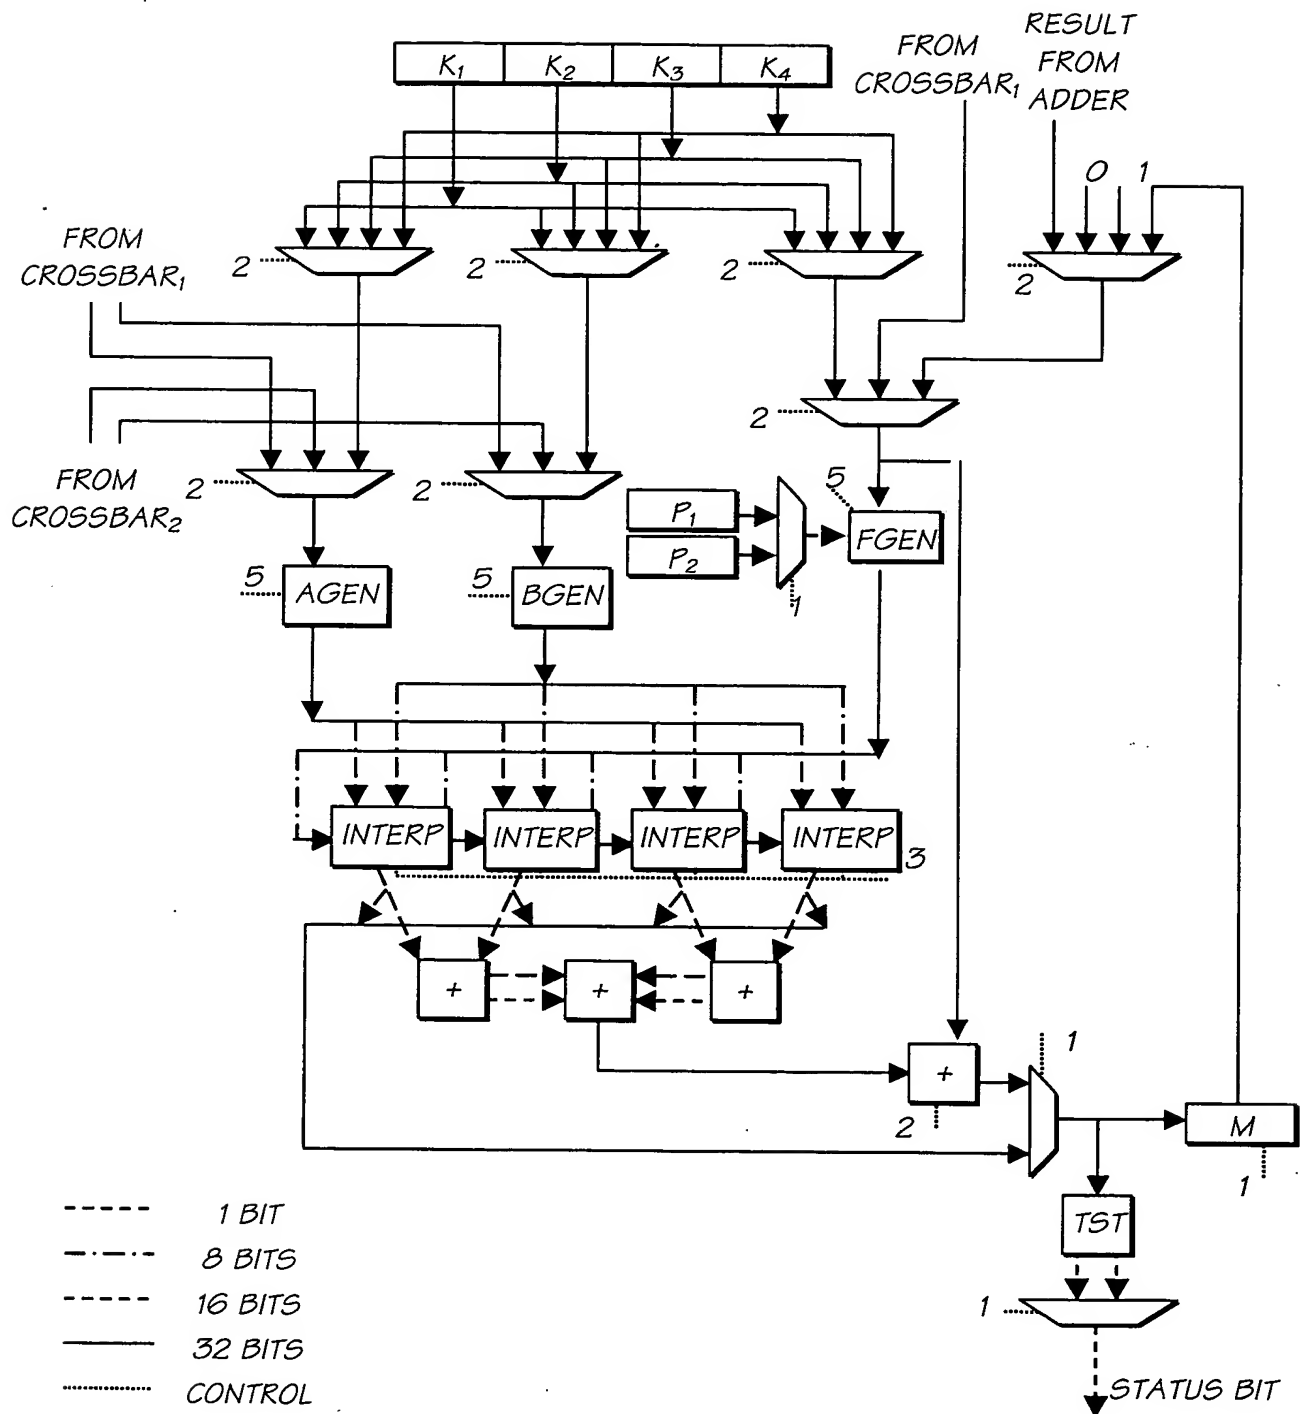 K1 K2 K3 K4
FROM
CROSSBAR1
RESULT
FROM
ADDER
0 1
FROM
CROSSBAR1
2
2
2
2
2
FROM
CROSSBAR2
2
2
P1
P2
1
5
FGEN
5
AGEN
5
BGEN
INTERP INTERP INTERP INTERP
3
+ + +
+
2
1
M
1
TST
1
STATUS BIT
1 BIT
8 BITS
16 BITS
32 BITS
CONTROL